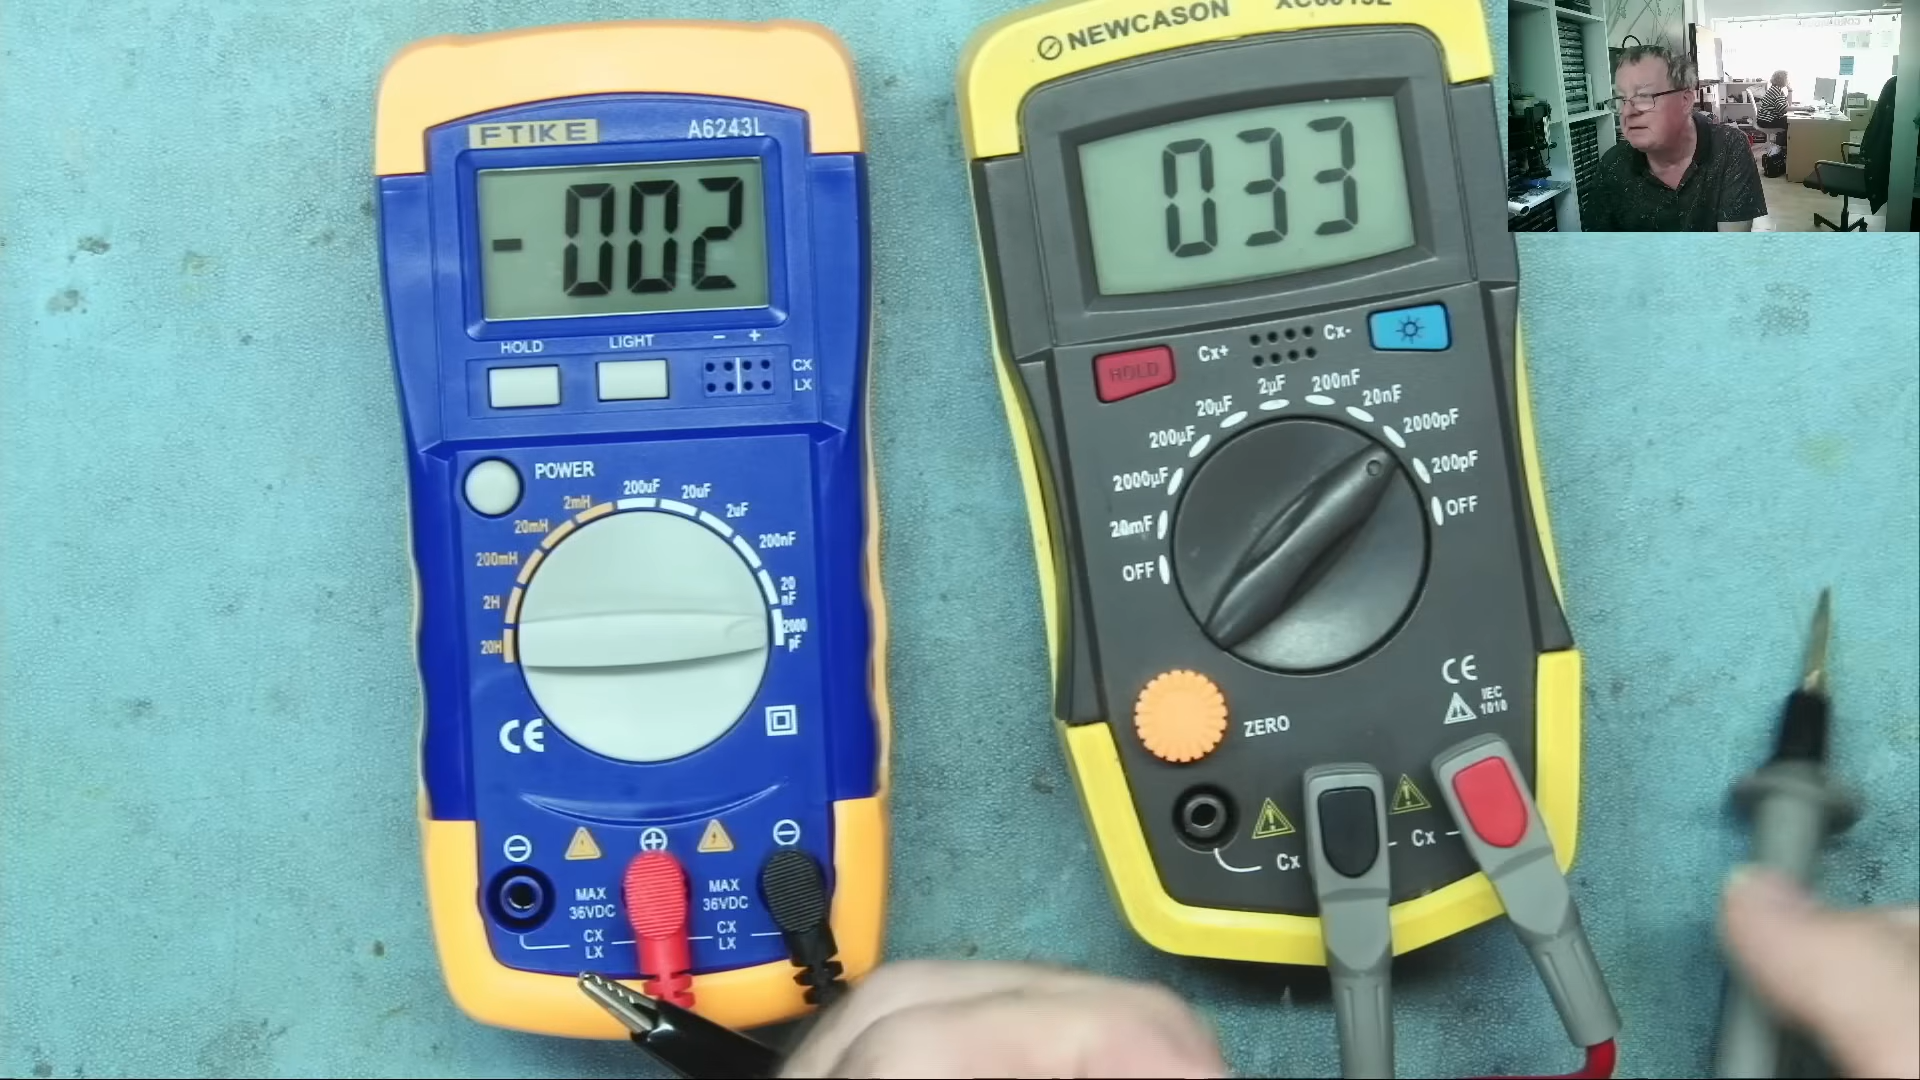 FTIKE
A6243L
- 002
HOLD
LIGHT
− +
CX
LX
POWER
200uF
20uF
2uF
200nF
20
nF
2000
pF
2mH
20mH
200mH
2H
20H
CE
MAX
36VDC
MAX
36VDC
CX
LX
CX
LX
NEWCASON
033
Cx+
Cx-
HOLD
2µF
200nF
20nF
2000pF
200pF
OFF
20µF
200µF
2000µF
20mF
OFF
ZERO
CE
IEC
1010
Cx
Cx